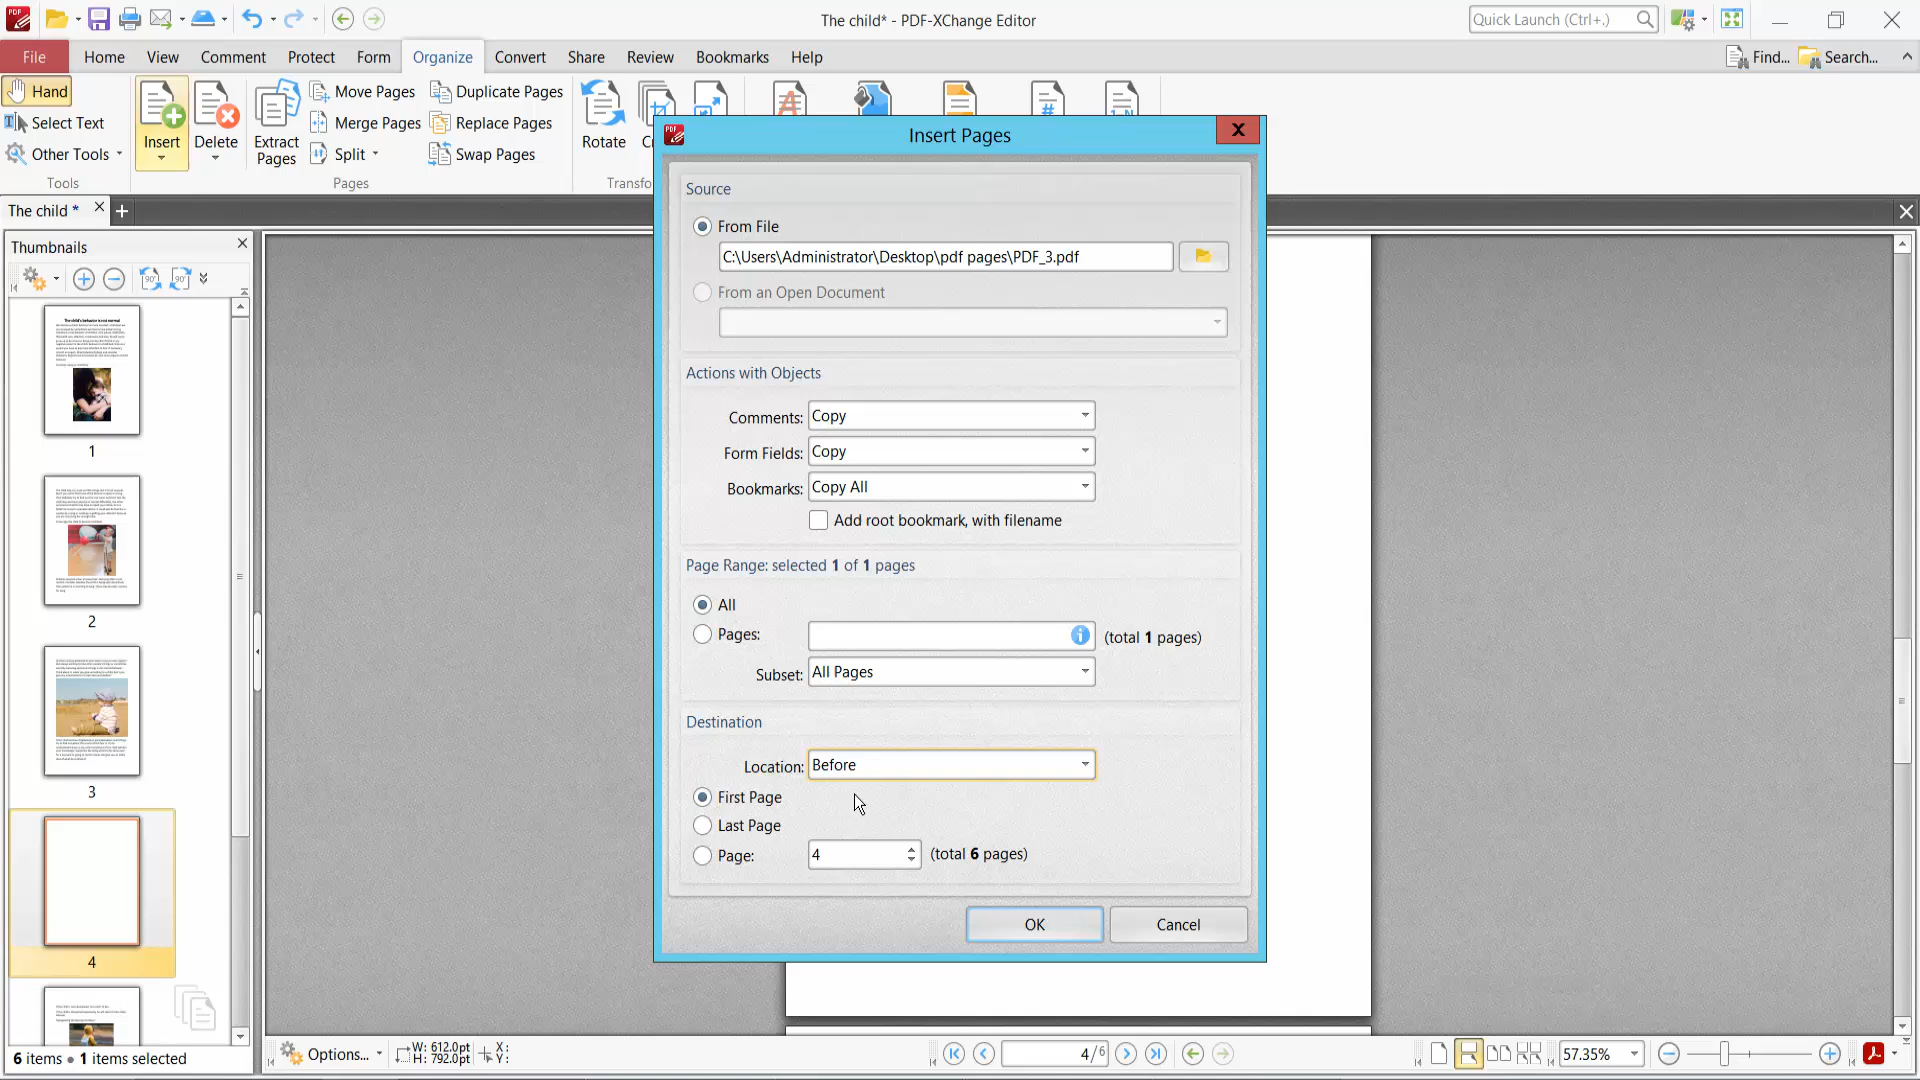 The child* - PDF-XChange Editor
Quick Launch (Ctrl+.)
File Home View Comment Protect Form Organize Convert Share Review Bookmarks Help
Find... Search...
Hand
Select Text
Other Tools
Tools
Insert
Delete
Extract
Pages
Move Pages
Merge Pages
Split
Duplicate Pages
Replace Pages
Swap Pages
Pages
Rotate
The child *
Thumbnails
The child's behavior is not normal
1
2
3
4
6 items • 1 items selected
Insert Pages
Source
From File
C:\Users\Administrator\Desktop\pdf pages\PDF_3.pdf
From an Open Document
Actions with Objects
Comments: Copy
Form Fields: Copy
Bookmarks: Copy All
Add root bookmark, with filename
Page Range: selected 1 of 1 pages
All
Pages: (total 1 pages)
Subset: All Pages
Destination
Location: Before
First Page
Last Page
Page: 4 (total 6 pages)
OK Cancel
Options...
W: 612.0pt
H: 792.0pt
X:
Y:
4/6
57.35%